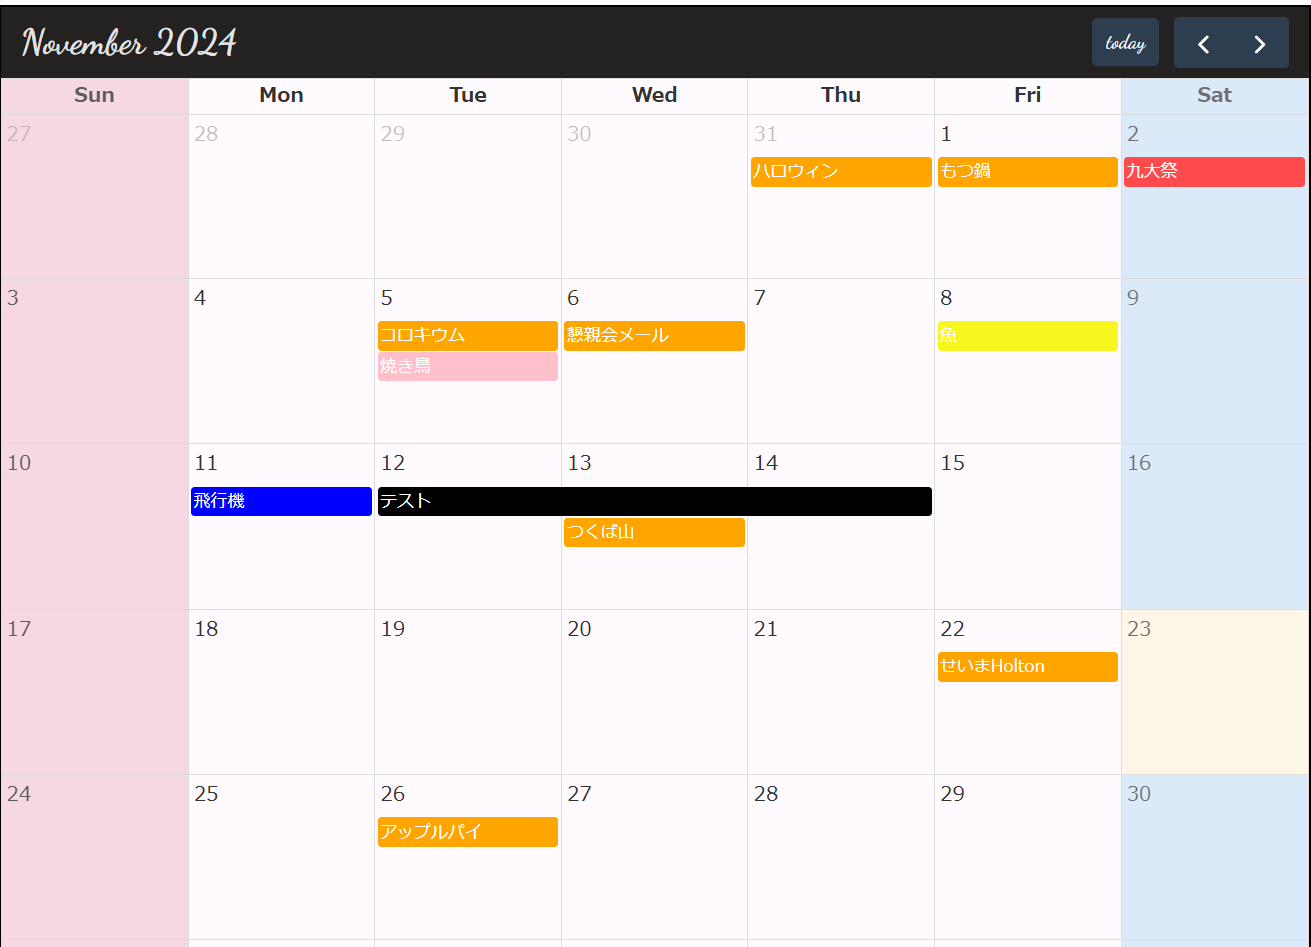 November 2024
today
Sun Mon Tue Wed Thu Fri Sat
27 28 29 30 31 1 2
ハロウィン もつ鍋 九大祭
3 4 5 6 7 8 9
コロキウム 懇親会メール 魚
焼き鳥
10 11 12 13 14 15 16
飛行機 テスト
つくば山
17 18 19 20 21 22 23
せいまHolton
24 25 26 27 28 29 30
アップルパイ